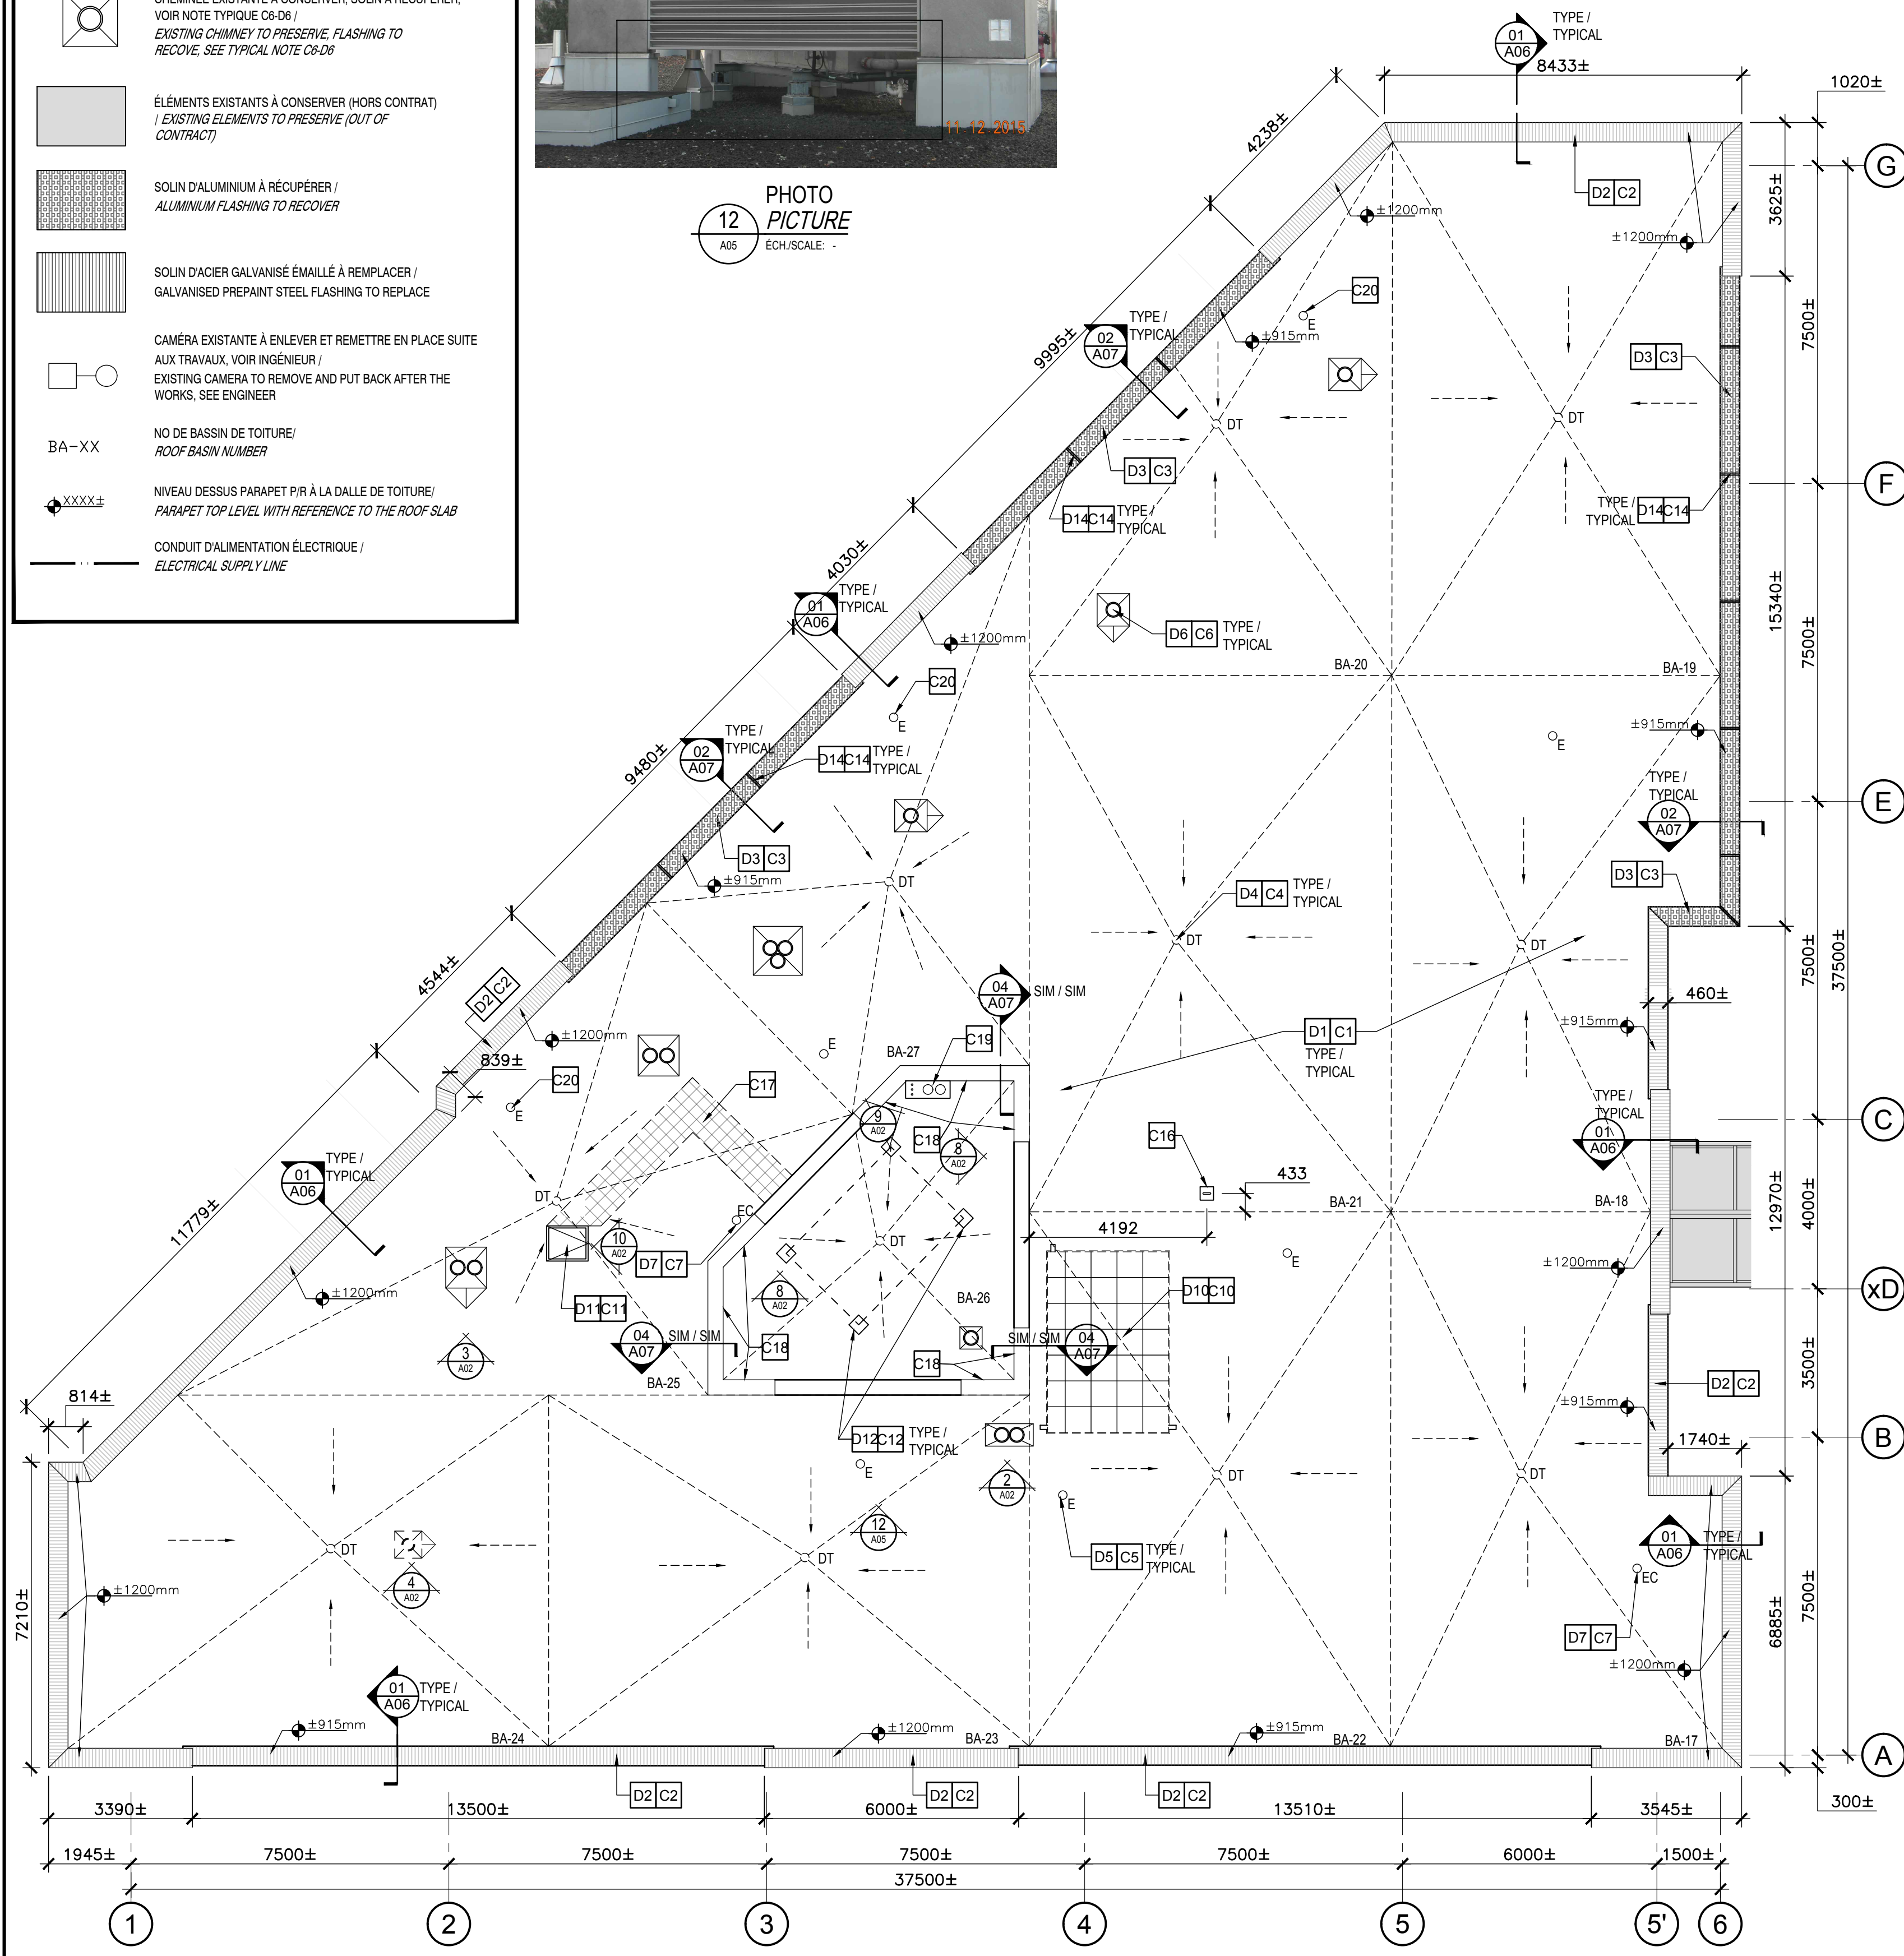 CHEMINÉE EXISTANTE À CONSERVER, SOLIN À RÉCUPÉRER,
VOIR NOTE TYPIQUE C6-D6 /
EXISTING CHIMNEY TO PRESERVE, FLASHING TO
RECOVE, SEE TYPICAL NOTE C6-D6
ÉLÉMENTS EXISTANTS À CONSERVER (HORS CONTRAT)
/ EXISTING ELEMENTS TO PRESERVE (OUT OF
CONTRACT)
SOLIN D'ALUMINIUM À RÉCUPÉRER /
ALUMINIUM FLASHING TO RECOVER
SOLIN D'ACIER GALVANISÉ ÉMAILLÉ À REMPLACER /
GALVANISED PREPAINT STEEL FLASHING TO REPLACE
CAMÉRA EXISTANTE À ENLEVER ET REMETTRE EN PLACE SUITE
AUX TRAVAUX, VOIR INGÉNIEUR /
EXISTING CAMERA TO REMOVE AND PUT BACK AFTER THE
WORKS, SEE ENGINEER
BA-XX
NO DE BASSIN DE TOITURE/
ROOF BASIN NUMBER
XXXX±
NIVEAU DESSUS PARAPET P/R À LA DALLE DE TOITURE/
PARAPET TOP LEVEL WITH REFERENCE TO THE ROOF SLAB
CONDUIT D'ALIMENTATION ÉLECTRIQUE /
ELECTRICAL SUPPLY LINE
11 12 2015
12
A05
PHOTO
PICTURE
ÉCH./SCALE: -
01
A06
TYPE /
TYPICAL
8433±
1020±
4238±
G
D2 C2
3625±
±1200mm
±1200mm
C20
E
7500±
9995±
02
A07
TYPE /
TYPICAL
±915mm
D3 C3
DT
DT
D3 C3
F
D14 C14
TYPE /
TYPICAL
TYPE /
TYPICAL
D14 C14
4030±
01
A06
TYPE /
TYPICAL
15340±
±1200mm
D6 C6
TYPE /
TYPICAL
7500±
BA-20
BA-19
C20
E
9480±
02
A07
TYPE /
TYPICAL
D14 C14
TYPE /
TYPICAL
±915mm
E
TYPE /
TYPICAL
02
A07
E
D3 C3
±915mm
DT
D4 C4
TYPE /
TYPICAL
D3 C3
DT
DT
4544±
D2 C2
7500±
37500±
04
A07
SIM / SIM
460±
±915mm
±1200mm
839±
E
BA-27
C19
D1 C1
TYPE /
TYPICAL
C20
E
C17
9
A02
C18
8
A02
C16
TYPE /
TYPICAL
01
A06
C
01
A06
TYPE /
TYPICAL
11779±
DT
EC
433
BA-21
BA-18
12970±
4000±
4192
10
A02
D7 C7
DT
E
±1200mm
±1200mm
D10 C10
xD
8
A02
BA-26
D11 C11
04
A07
SIM / SIM
C18
SIM / SIM
04
A07
3
A02
C18
BA-25
3500±
D2 C2
814±
±915mm
D12 C12
TYPE /
TYPICAL
1740±
B
E
2
A02
DT
DT
E
12
A05
DT
DT
D5 C5
TYPE /
TYPICAL
01
A06
TYPE /
TYPICAL
EC
±1200mm
4
A02
7210±
6885±
7500±
D7 C7
±1200mm
01
A06
TYPE /
TYPICAL
±915mm
±1200mm
±915mm
BA-24
BA-23
BA-22
BA-17
A
D2 C2
D2 C2
D2 C2
300±
3390±
13500±
6000±
13510±
3545±
1945±
7500±
7500±
7500±
7500±
6000±
1500±
37500±
1
2
3
4
5
5'
6